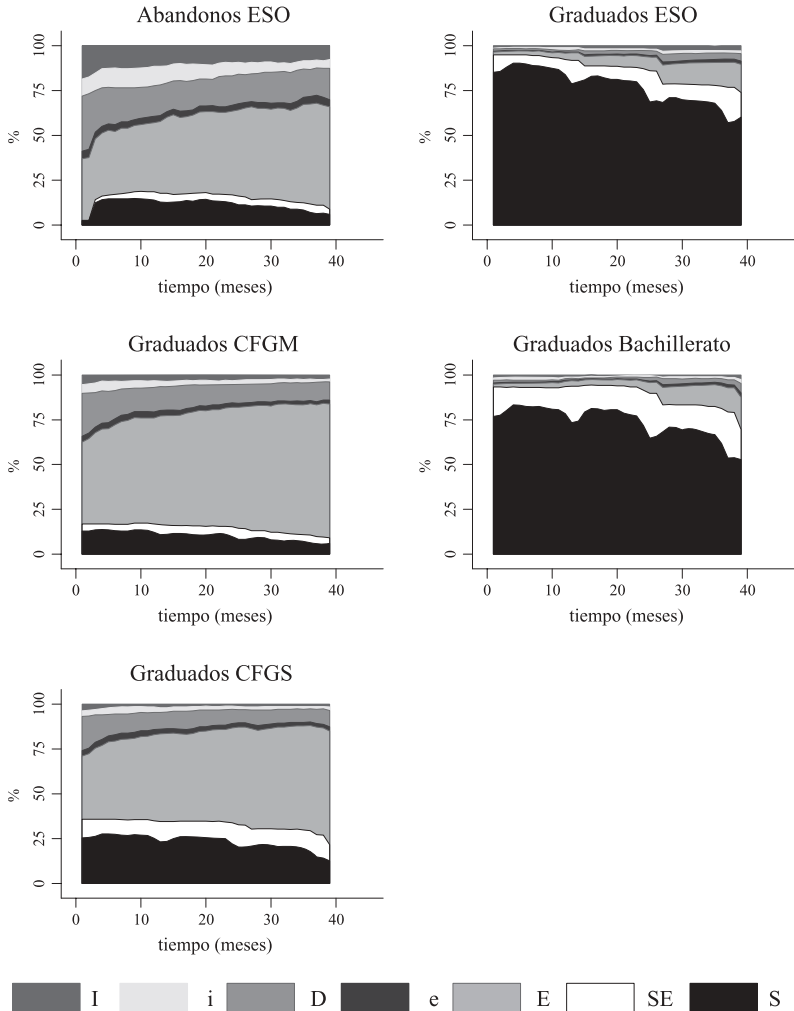 Abandonos ESO
Graduados ESO
%
100
75
50
25
0
0 10 20 30 40
tiempo (meses)
%
100
75
50
25
0
0 10 20 30 40
tiempo (meses)
Graduados CFGM
Graduados Bachillerato
%
100
75
50
25
0
0 10 20 30 40
tiempo (meses)
%
100
75
50
25
0
0 10 20 30 40
tiempo (meses)
Graduados CFGS
%
100
75
50
25
0
0 10 20 30 40
tiempo (meses)
I i D e E SE S